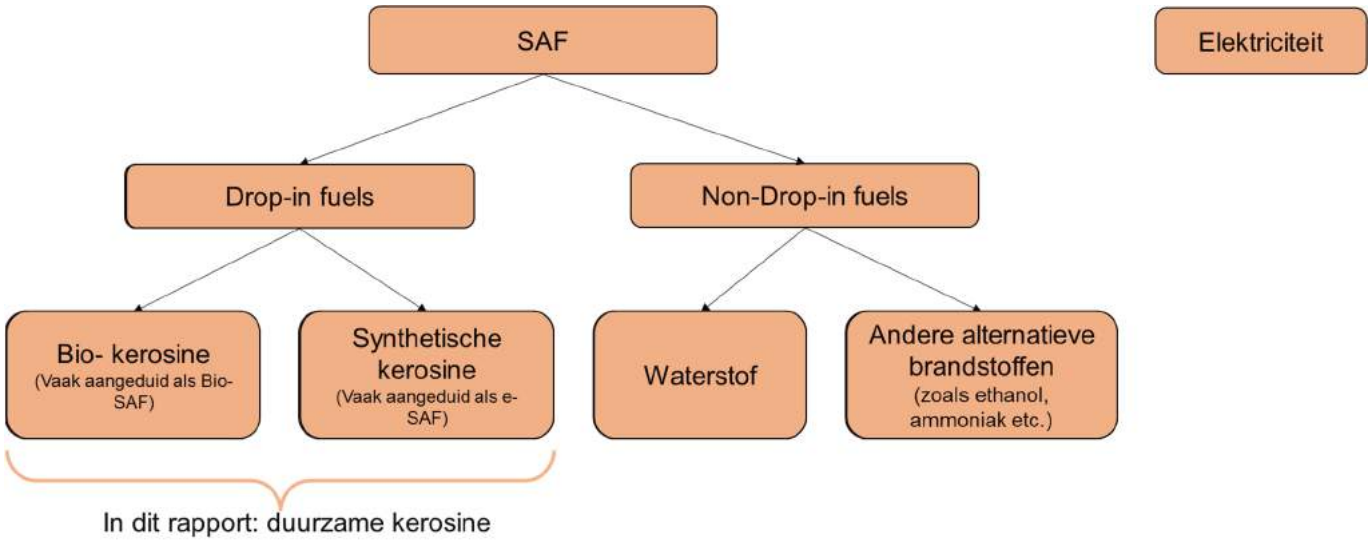 SAF
Elektriciteit
Drop-in fuels
Non-Drop-in fuels
Bio- kerosine
(Vaak aangeduid als Bio-
SAF)
Synthetische
kerosine
(Vaak aangeduid als e-
SAF)
Waterstof
Andere alternatieve
brandstoffen
(zoals ethanol,
ammoniak etc.)
In dit rapport: duurzame kerosine